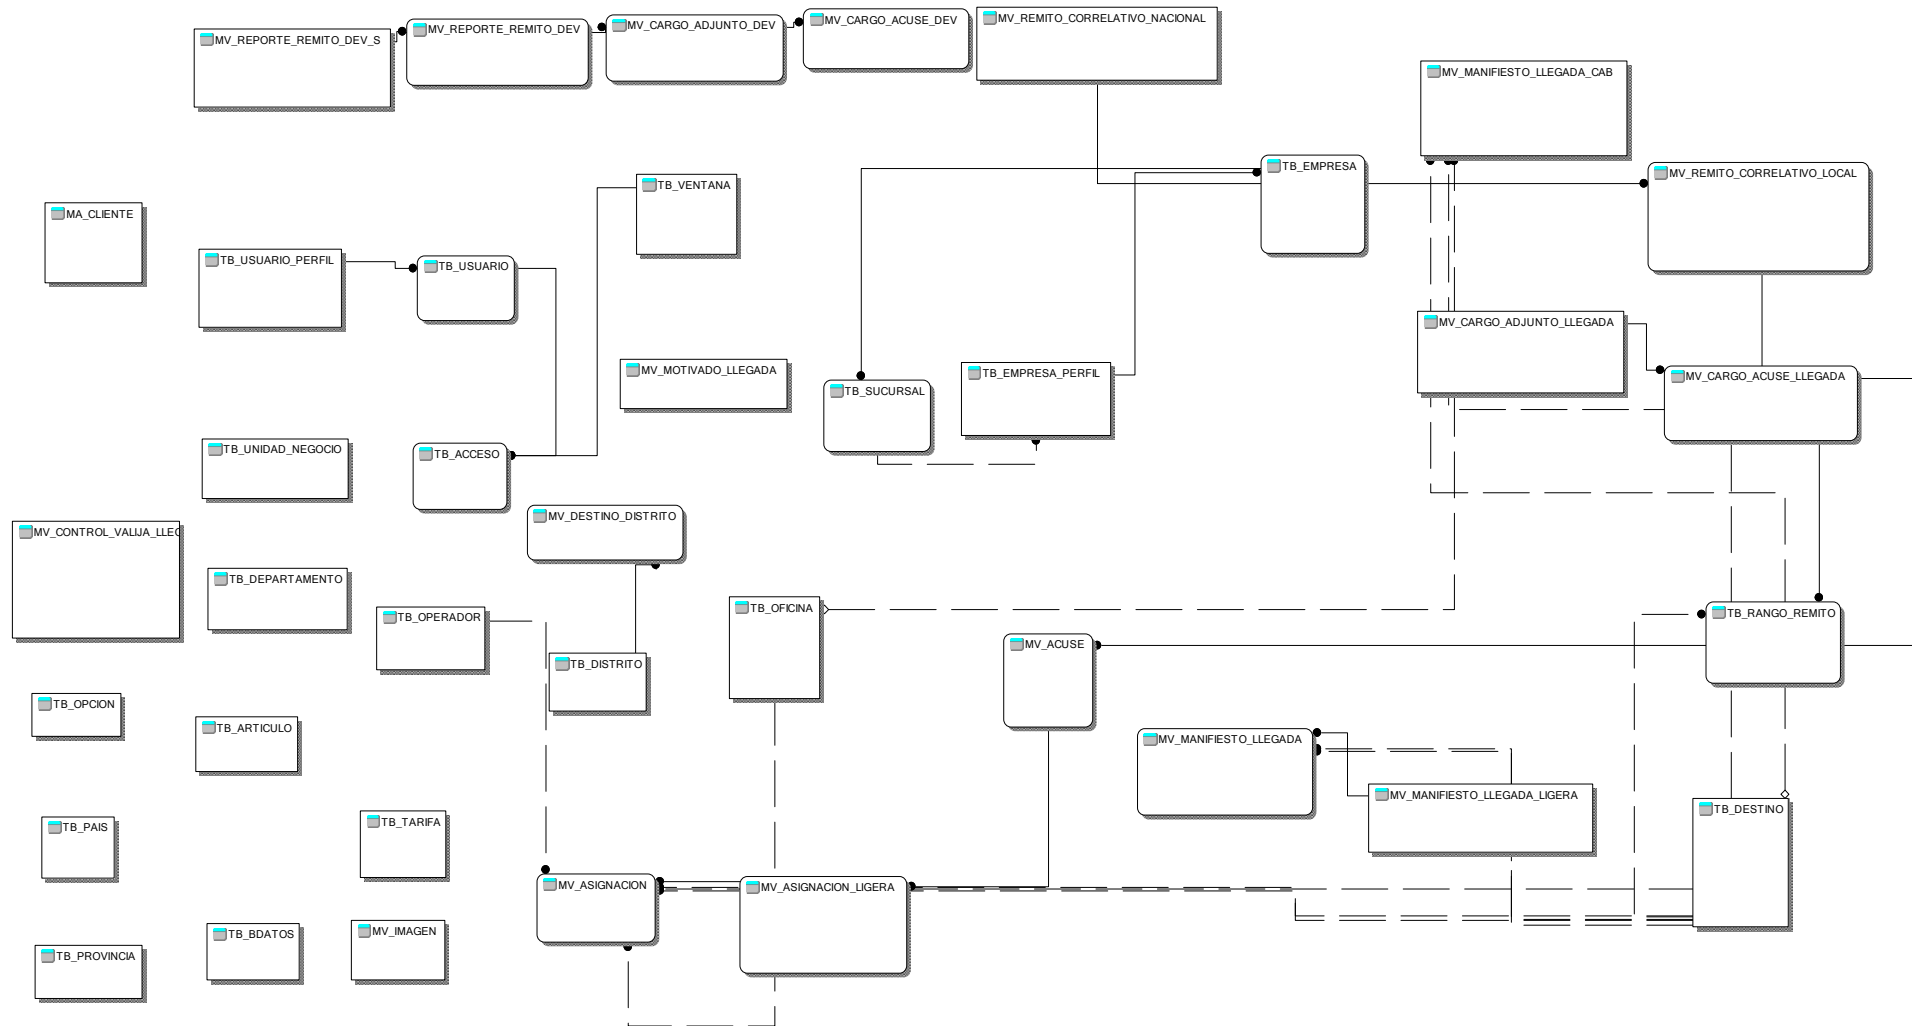 MV_REPORTE_REMITO_DEV_S
MV_REPORTE_REMITO_DEV
MV_CARGO_ADJUNTO_DEV
MV_CARGO_ACUSE_DEV
MV_REMITO_CORRELATIVO_NACIONAL
MV_MANIFIESTO_LLEGADA_CAB
TB_EMPRESA
MV_REMITO_CORRELATIVO_LOCAL
TB_VENTANA
MA_CLIENTE
TB_USUARIO_PERFIL
TB_USUARIO
MV_CARGO_ADJUNTO_LLEGADA
MV_MOTIVADO_LLEGADA
TB_SUCURSAL
TB_EMPRESA_PERFIL
MV_CARGO_ACUSE_LLEGADA
TB_UNIDAD_NEGOCIO
TB_ACCESO
MV_DESTINO_DISTRITO
MV_CONTROL_VALIJA_LLEG
TB_DEPARTAMENTO
TB_OPERADOR
TB_OFICINA
TB_RANGO_REMITO
MV_ACUSE
TB_DISTRITO
TB_OPCION
TB_ARTICULO
MV_MANIFIESTO_LLEGADA
MV_MANIFIESTO_LLEGADA_LIGERA
TB_DESTINO
TB_PAIS
TB_TARIFA
MV_ASIGNACION
MV_ASIGNACION_LIGERA
TB_BDATOS
MV_IMAGEN
TB_PROVINCIA